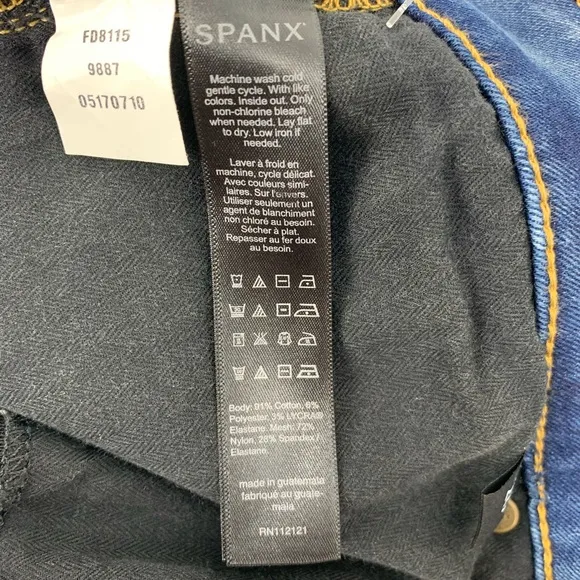 FD8115
9887
05170710
SPANX®
Machine wash cold
gentle cycle. With like
colors. Inside out. Only
non-chlorine bleach
when needed. Lay flat
to dry. Low iron if
needed.
Laver à froid en
machine, cycle délicat.
Avec couleurs simi-
laires. Sur l'envers.
Utiliser seulement un
agent de blanchiment
non chloré au besoin.
Sécher à plat.
Repasser au fer doux
au besoin.
Body: 91% Cotton, 6%
Polyester, 3% LYCRA®
Elastane. Mesh: 72%
Nylon, 28% Spandex /
Elastane.
made in guatemala
fabriqué au guate-
mala
RN112121